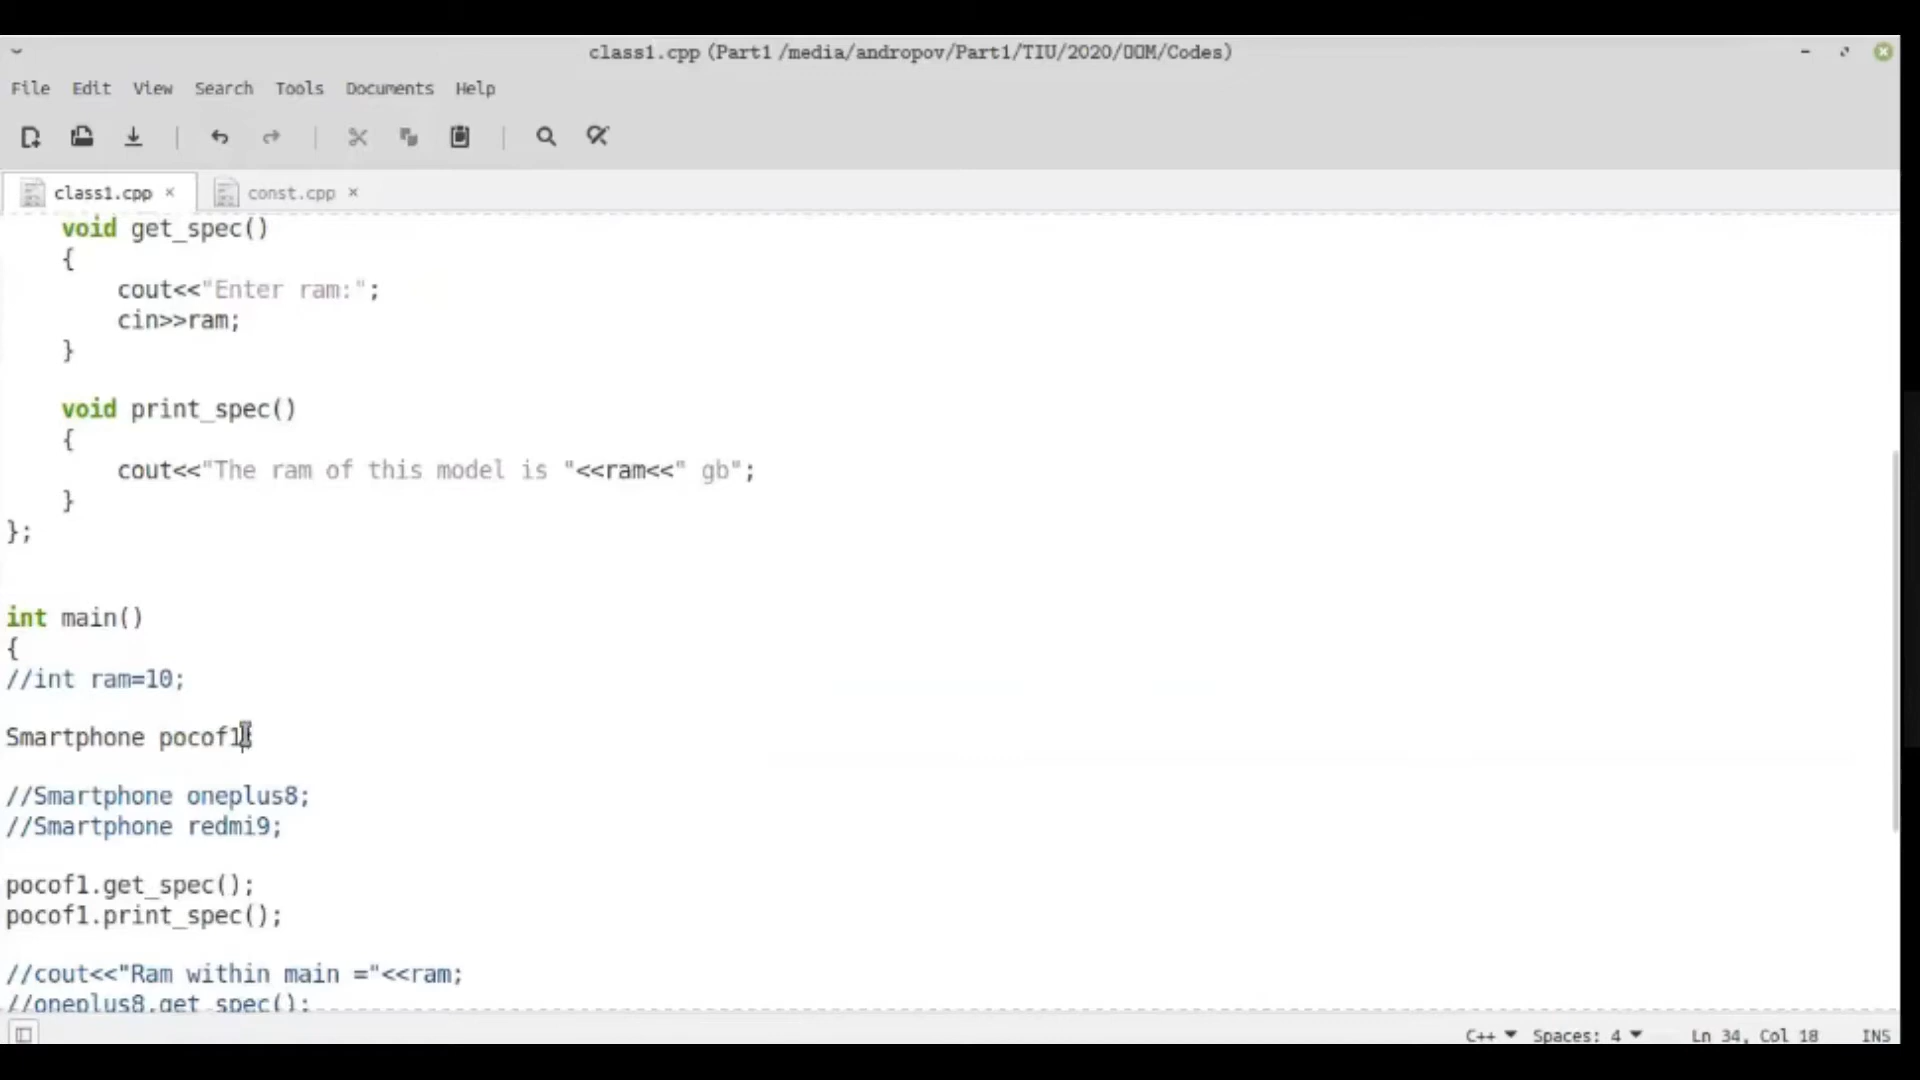 class1.cpp (Part1 /media/andropov/Part1/TIU/2020/OOM/Codes)
File Edit View Search Tools Documents Help
class1.cpp × const.cpp ×
void get_spec()
{
cout<<"Enter ram:";
cin>>ram;
}
void print_spec()
{
cout<<"The ram of this model is "<<ram<<" gb";
}
};
int main()
{
//int ram=10;
Smartphone pocof1;
//Smartphone oneplus8;
//Smartphone redmi9;
pocof1.get_spec();
pocof1.print_spec();
//cout<<"Ram within main ="<<ram;
//oneplus8.get_spec();
C++ Spaces: 4 Ln 34, Col 18 INS